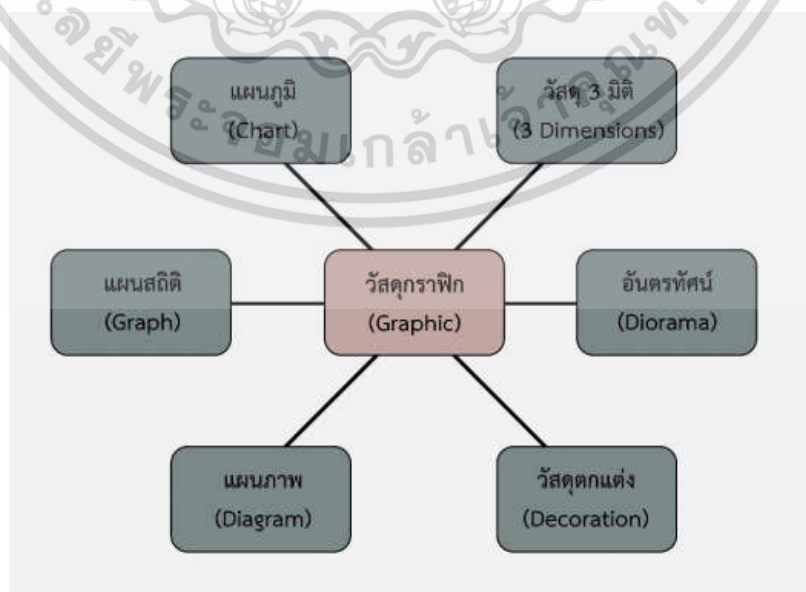 แผนภูมิ
(Chart)
วัสดุ 3 มิติ
(3 Dimensions)
แผนสถิติ
(Graph)
วัสดุกราฟิก
(Graphic)
อันตรทัศน์
(Diorama)
แผนภาพ
(Diagram)
วัสดุตกแต่ง
(Decoration)